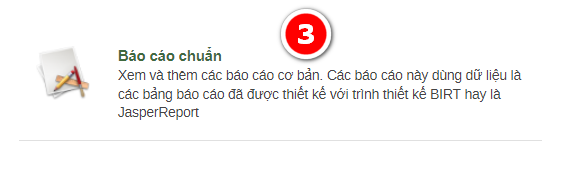 3
Báo cáo chuẩn
Xem và thêm các báo cáo cơ bản. Các báo cáo này dùng dữ liệu là
các bảng báo cáo đã được thiết kế với trình thiết kế BIRT hay là
JasperReport